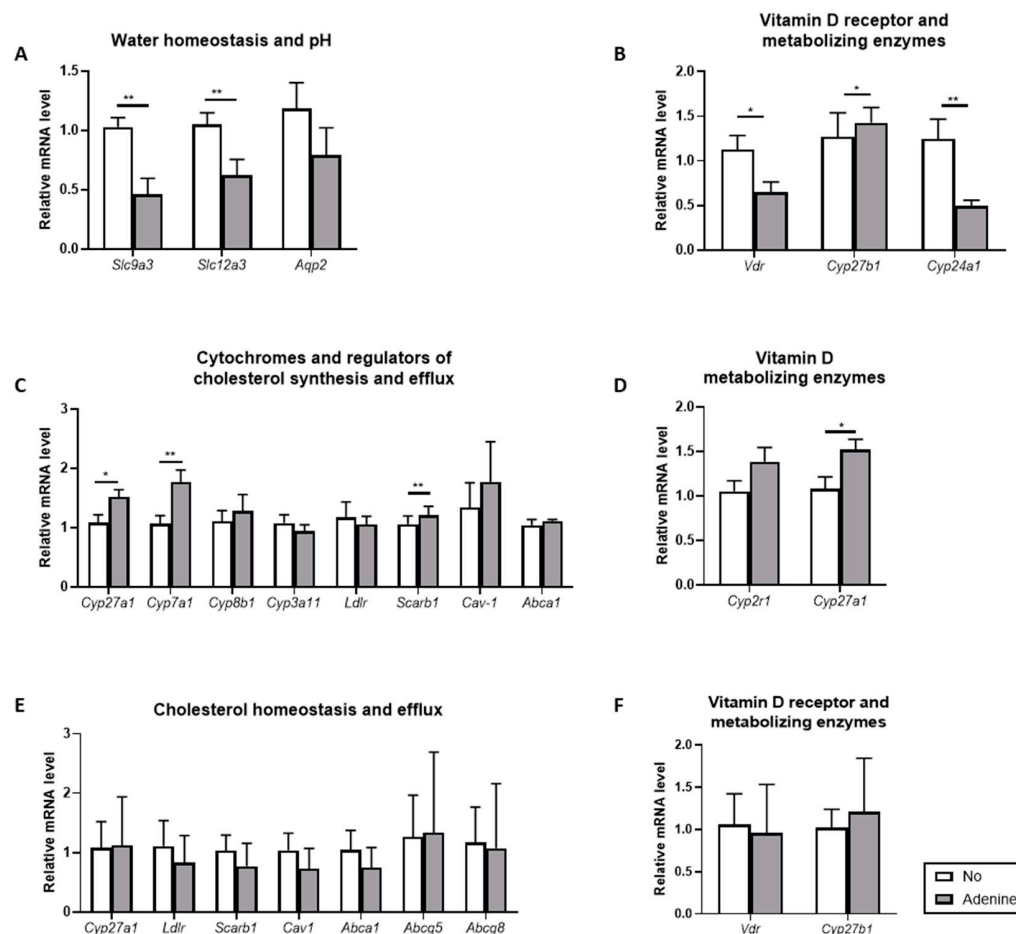 A
Water homeostasis and pH
Relative mRNA level
1.5
1.0
0.5
0.0
**
**
Slc9a3 Slc12a3 Aqp2
B
Vitamin D receptor and
metabolizing enzymes
Relative mRNA level
2.0
1.5
1.0
0.5
0.0
*
*
**
Vdr Cyp27b1 Cyp24a1
C
Cytochromes and regulators of
cholesterol synthesis and efflux
Relative mRNA level
3
2
1
0
*
**
**
Cyp27a1 Cyp7a1 Cyp8b1 Cyp3a11 Ldlr Scarb1 Cav-1 Abca1
D
Vitamin D
metabolizing enzymes
Relative mRNA level
2.0
1.5
1.0
0.5
0.0
*
Cyp2r1 Cyp27a1
E
Cholesterol homeostasis and efflux
Relative mRNA level
3
2
1
0
Cyp27a1 Ldlr Scarb1 Cav1 Abca1 Abcg5 Abcg8
F
Vitamin D receptor and
metabolizing enzymes
Relative mRNA level
2.0
1.5
1.0
0.5
0.0
Vdr Cyp27b1
No
Adenine